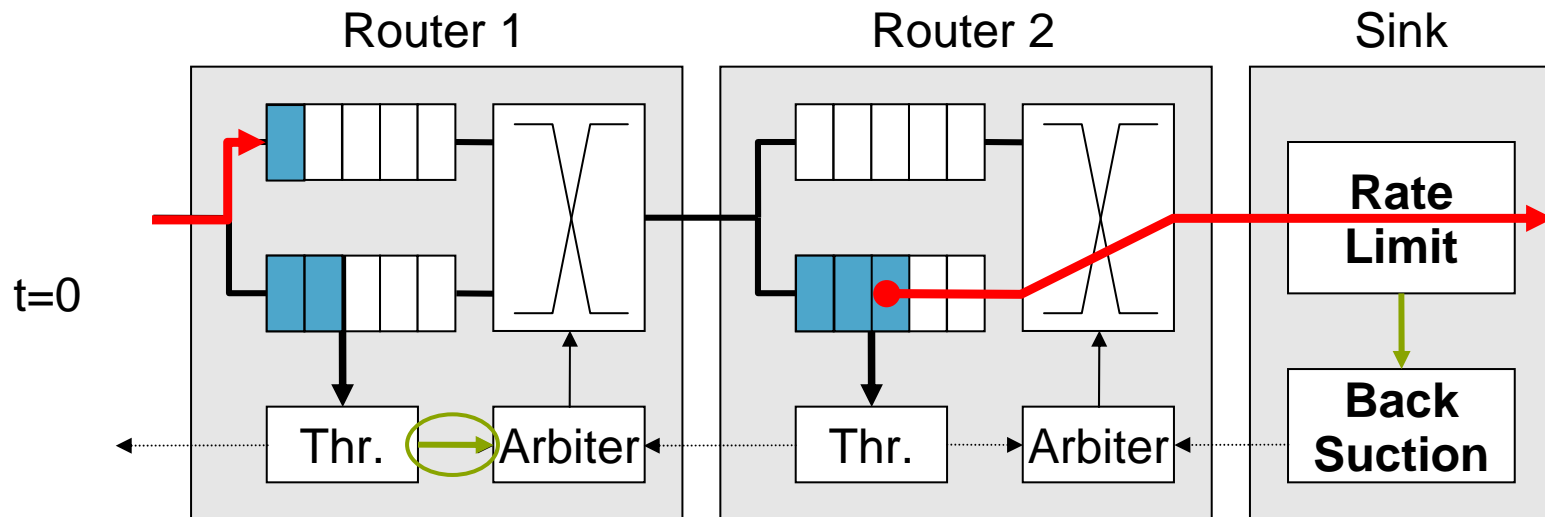 Router 1
Router 2
Sink
t=0
Rate
Limit
Thr.
Arbiter
Thr.
Arbiter
Back
Suction